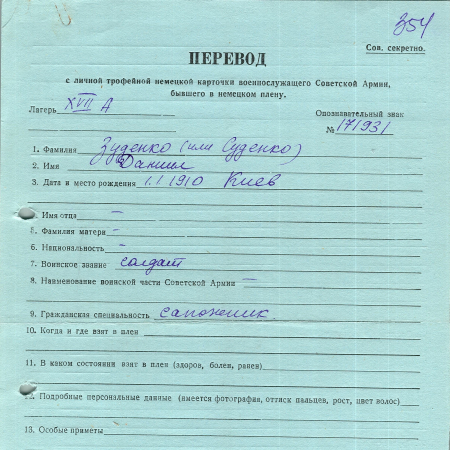 354
Сов. секретно.
ПЕРЕВОД
с личной трофейной немецкой карточки военнослужащего Советской Армии,
бывшего в немецком плену.
Лагерь XVII A
Опознавательный знак
№ 171931
1. Фамилия Зуденко (или Суденко)
2. Имя Даниил
3. Дата и место рождения 1.1.1910 Киев
4. Имя отца —
5. Фамилия матери —
6. Национальность —
7. Воинское звание солдат
8. Наименование воинской части Советской Армии —
9. Гражданская специальность сапожник
10. Когда и где взят в плен
11. В каком состоянии взят в плен (здоров, болен, ранен)
12. Подробные персональные данные (имеется фотография, оттиск пальцев, рост, цвет волос)
13. Особые приметы